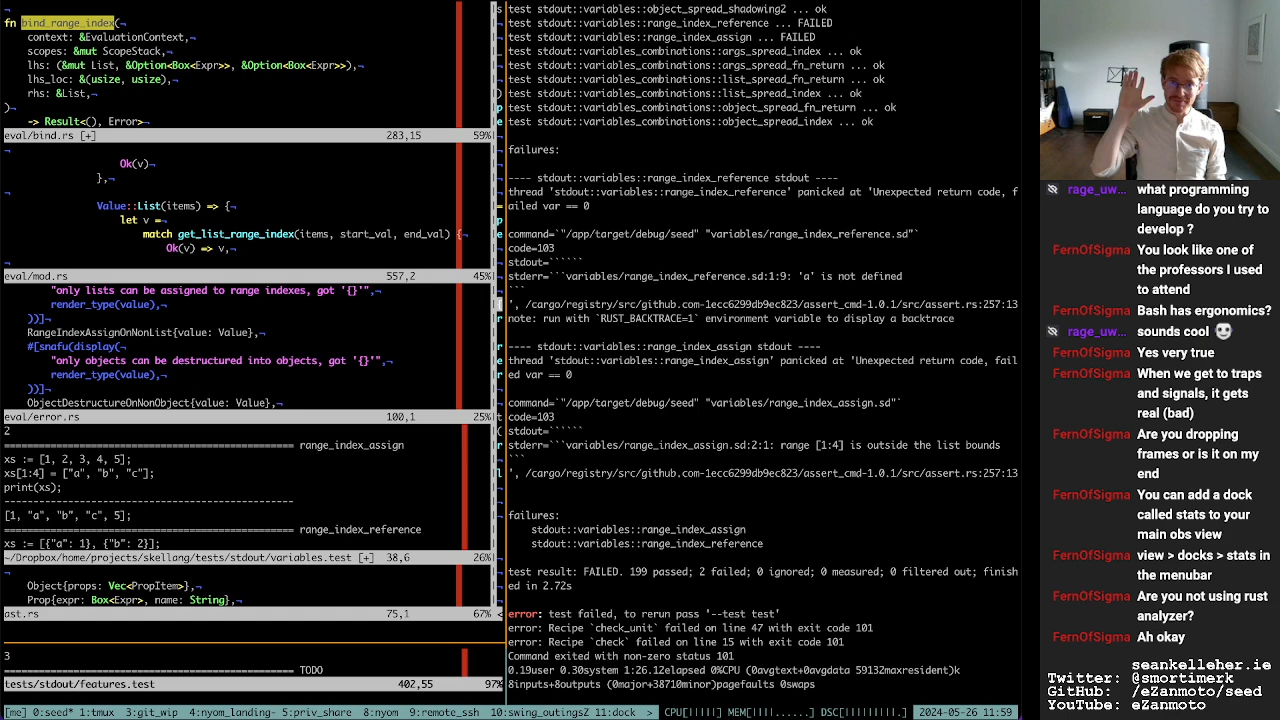 fn bind_range_index(
context: &EvaluationContext,
scopes: &mut ScopeStack,
lhs: (&mut List, &Option<Box<Expr>>, &Option<Box<Expr>>),
lhs_loc: &(usize, usize),
rhs: &List,
)
-> Result<(), Error>
eval/bind.rs [+] 283,15 59%
Ok(v)
},
Value::List(items) => {
let v =
match get_list_range_index(items, start_val, end_val) {
Ok(v) => v,
eval/mod.rs 557,2 45%
"only lists can be assigned to range indexes, got '{}'",
render_type(value),
))]
RangeIndexAssignOnNonList{value: Value},
#[snafu(display(
"only objects can be destructured into objects, got '{}'",
render_type(value),
))]
ObjectDestructureOnNonObject{value: Value},
eval/error.rs 100,1 25%
2
================================================ range_index_assign
xs := [1, 2, 3, 4, 5];
xs[1:4] = ["a", "b", "c"];
print(xs);
------------------------------------------------
[1, "a", "b", "c", 5];
================================================ range_index_reference
xs := [{"a": 1}, {"b": 2}];
~/Dropbox/home/projects/skellang/tests/stdout/variables.test [+] 38,6 26%
Object{props: Vec<PropItem>},
Prop{expr: Box<Expr>, name: String},
ast.rs 75,1 67%
3
================================================ TODO
tests/stdout/features.test 402,55 97%
test stdout::variables::object_spread_shadowing2 ... ok
test stdout::variables::range_index_reference ... FAILED
test stdout::variables::range_index_assign ... FAILED
test stdout::variables_combinations::args_spread_index ... ok
test stdout::variables_combinations::args_spread_fn_return ... ok
test stdout::variables_combinations::list_spread_fn_return ... ok
test stdout::variables_combinations::list_spread_index ... ok
test stdout::variables_combinations::object_spread_fn_return ... ok
test stdout::variables_combinations::object_spread_index ... ok
failures:
---- stdout::variables::range_index_reference stdout ----
thread 'stdout::variables::range_index_reference' panicked at 'Unexpected return code, f
ailed var == 0
command=`"/app/target/debug/seed" "variables/range_index_reference.sd"`
code=103
stdout=``````
stderr=```variables/range_index_reference.sd:1:9: 'a' is not defined
```
', /cargo/registry/src/github.com-1ecc6299db9ec823/assert_cmd-1.0.1/src/assert.rs:257:13
note: run with `RUST_BACKTRACE=1` environment variable to display a backtrace
---- stdout::variables::range_index_assign stdout ----
thread 'stdout::variables::range_index_assign' panicked at 'Unexpected return code, fail
ed var == 0
command=`"/app/target/debug/seed" "variables/range_index_assign.sd"`
code=103
stdout=``````
stderr=```variables/range_index_assign.sd:2:1: range [1:4] is outside the list bounds
```
', /cargo/registry/src/github.com-1ecc6299db9ec823/assert_cmd-1.0.1/src/assert.rs:257:13
failures:
stdout::variables::range_index_assign
stdout::variables::range_index_reference
test result: FAILED. 199 passed; 2 failed; 0 ignored; 0 measured; 0 filtered out; finish
ed in 2.72s
error: test failed, to rerun pass '--test test'
error: Recipe `check_unit` failed on line 47 with exit code 101
error: Recipe `check` failed on line 15 with exit code 101
Command exited with non-zero status 101
0.19user 0.30system 1:26.12elapsed 0%CPU (0avgtext+0avgdata 59132maxresident)k
8inputs+8outputs (0major+38710minor)pagefaults 0swaps
[me] 0:seed* 1:tmux 3:git_wip 4:nyom_landing- 5:priv_share 8:nyom 9:remote_ssh 10:swing_outingsZ 11:dock > CPU[|||||] MEM[||||......] DSC[||||||||.] 2024-05-26 11:59
rage_uw... what programming
language do you try to
develop ?
FernOfSigma You look like one of
the professors I used
to attend
FernOfSigma Bash has ergonomics?
rage_uw... sounds cool
FernOfSigma Yes very true
FernOfSigma When we get to traps
and signals, it gets
real (bad)
FernOfSigma Are you dropping
frames or is it on my
end
FernOfSigma You can add a dock
called stats to your
main obs view
FernOfSigma view > docks > stats in
the menubar
FernOfSigma Are you not using rust
analyzer?
FernOfSigma Ah okay
seankelleher.ie
Twitter: @smortock
YouTube: @ezanmoto
GitHub: /ezanmoto/seed